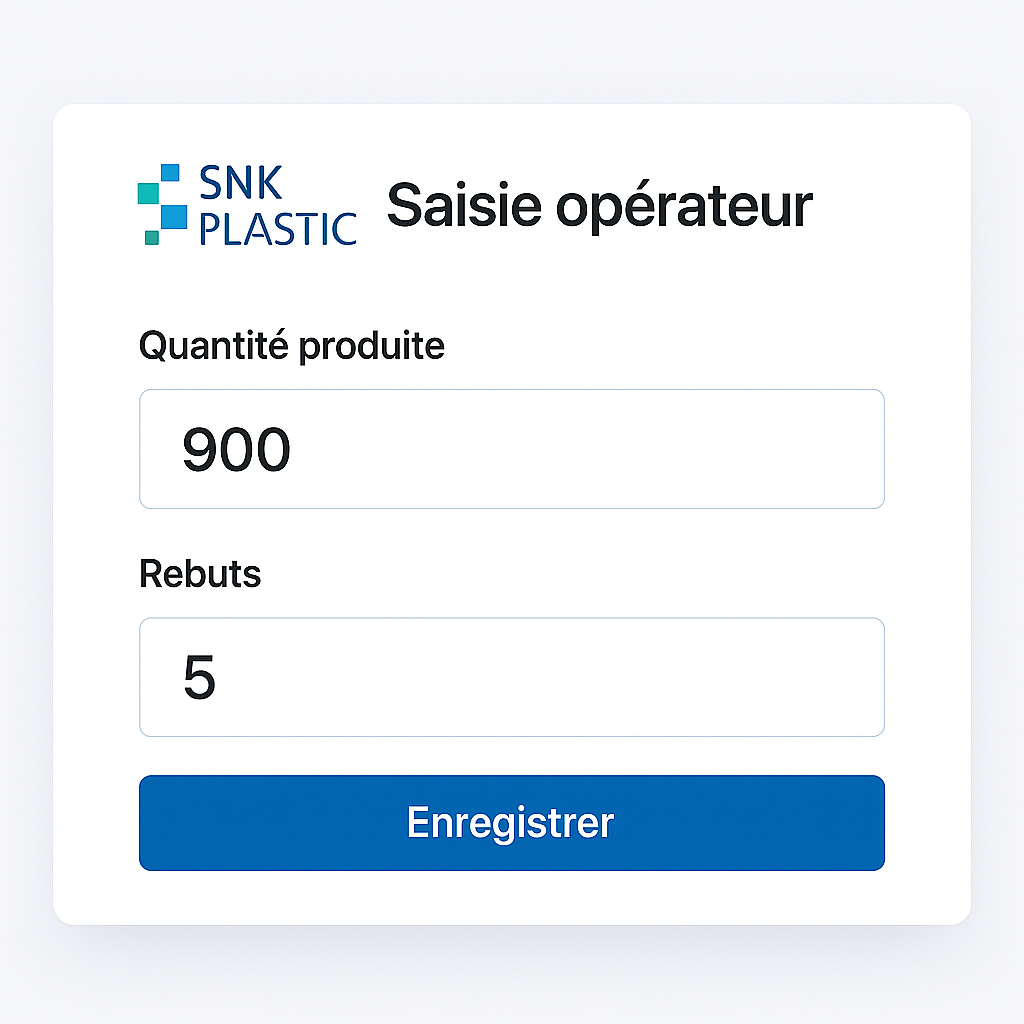 SNK
PLASTIC
Saisie opérateur
Quantité produite
900
Rebuts
5
Enregistrer